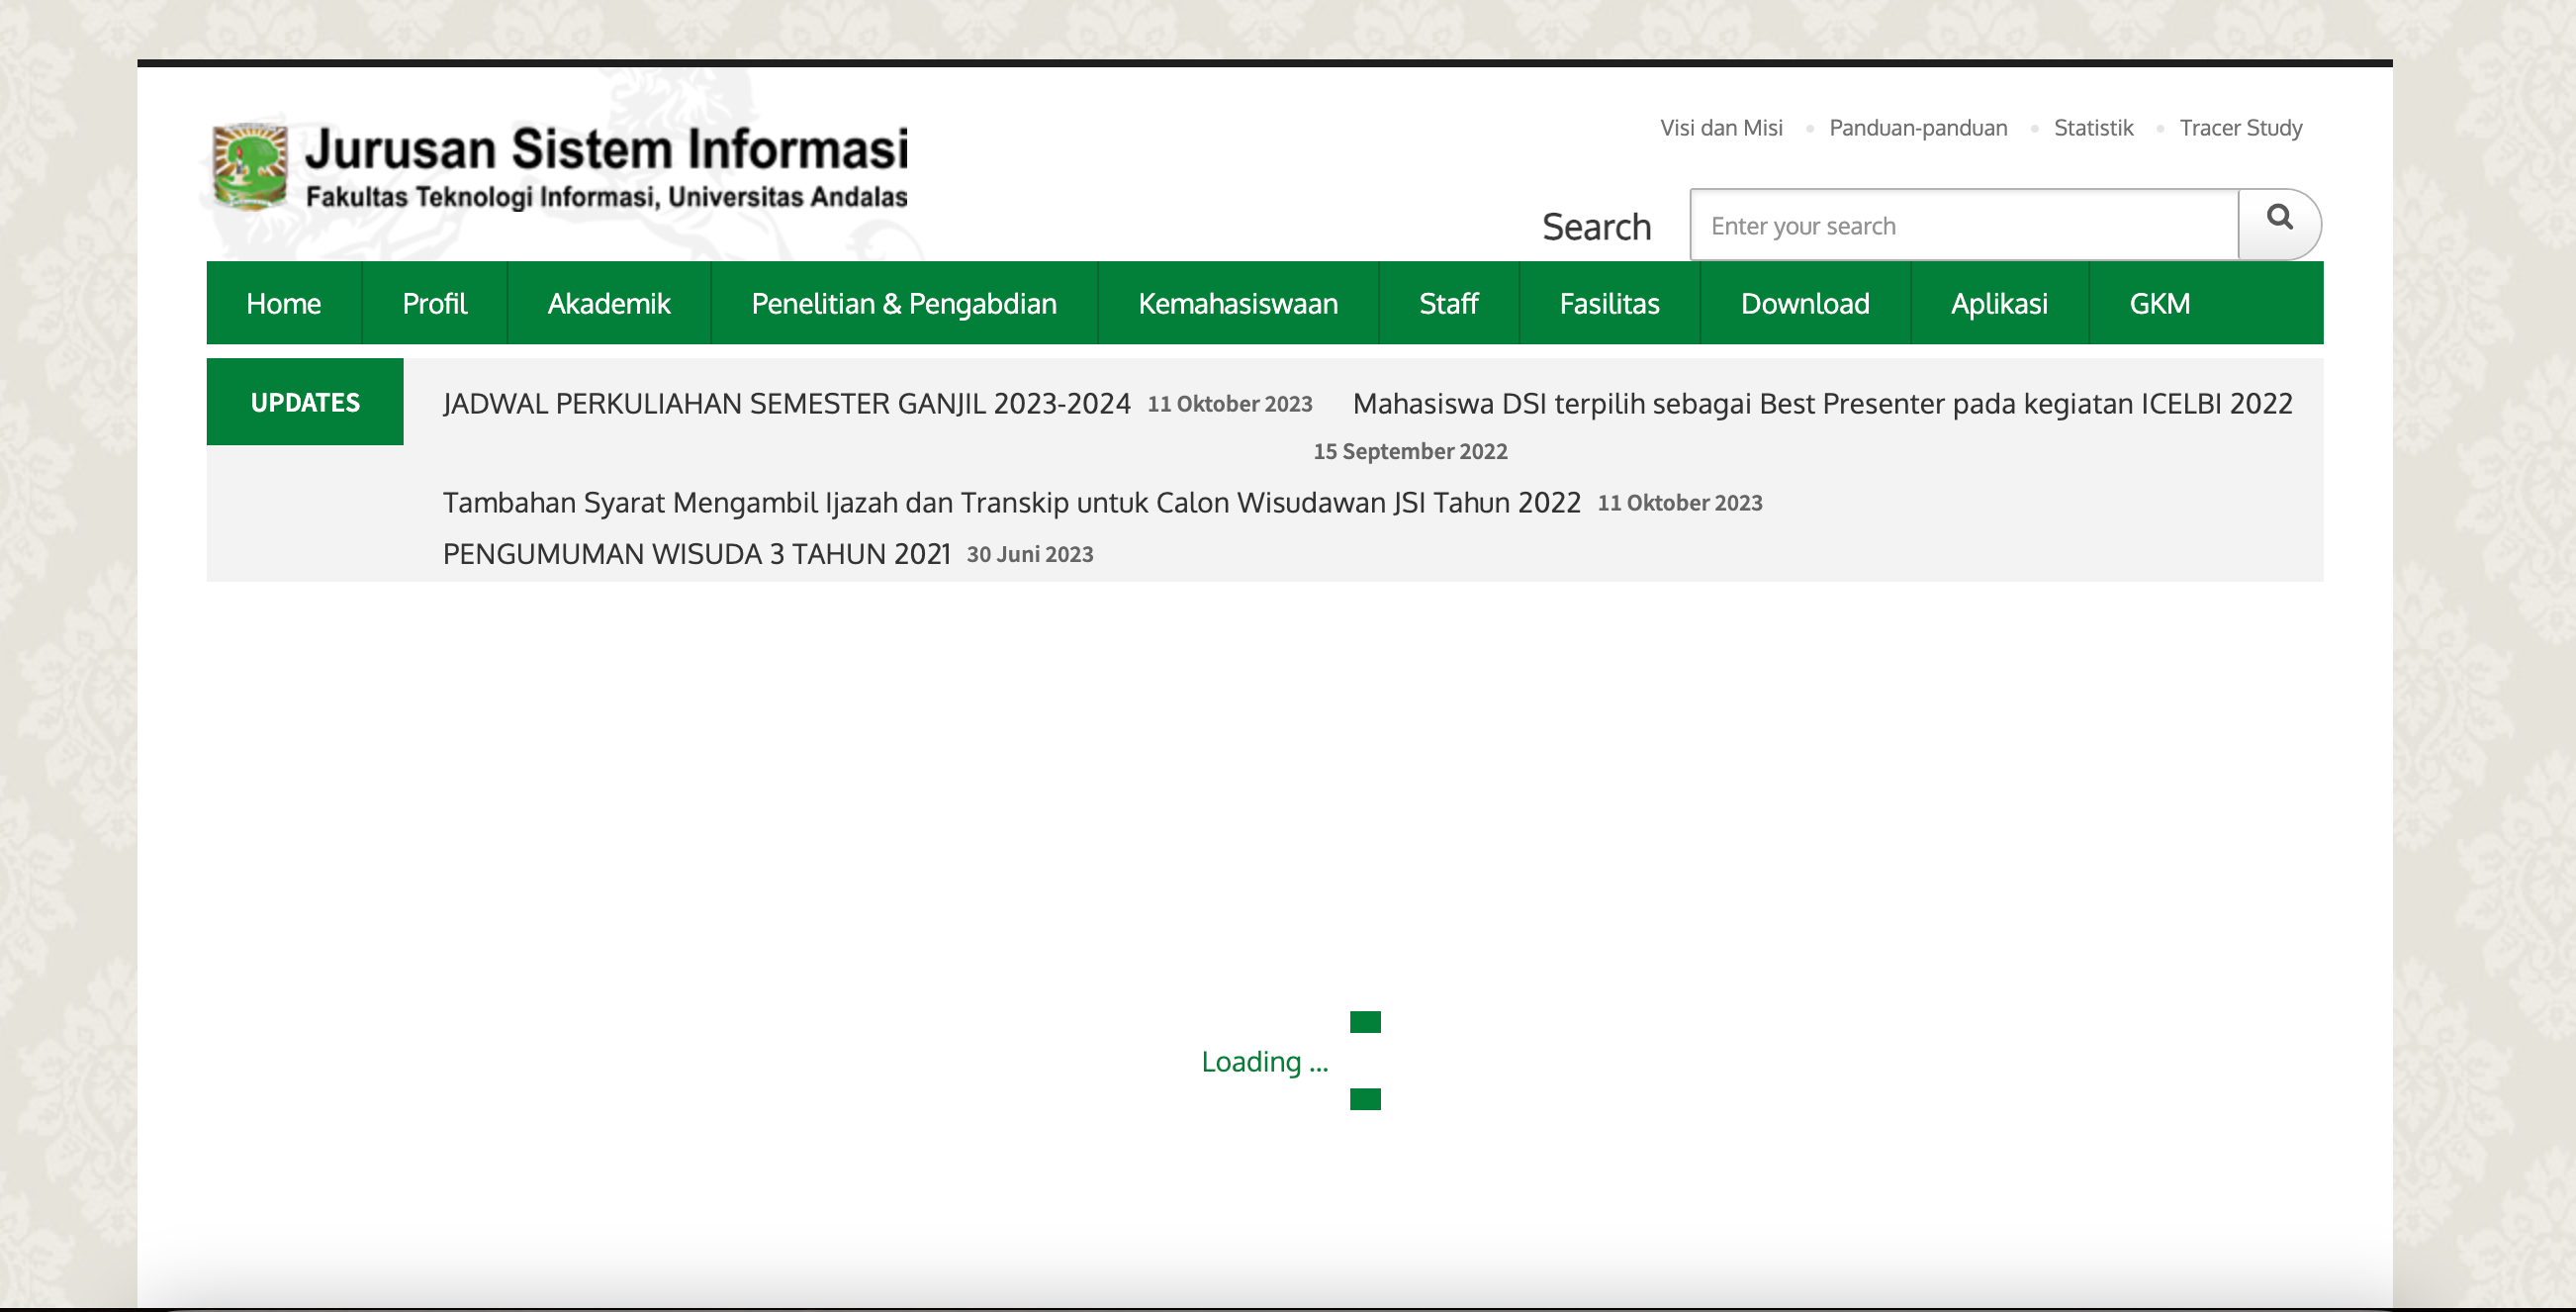 Jurusan Sistem Informasi
Fakultas Teknologi Informasi, Universitas Andalas
Visi dan Misi • Panduan-panduan • Statistik • Tracer Study
Search Enter your search
Home Profil Akademik Penelitian & Pengabdian Kemahasiswaan Staff Fasilitas Download Aplikasi GKM
UPDATES JADWAL PERKULIAHAN SEMESTER GANJIL 2023-2024 11 Oktober 2023 Mahasiswa DSI terpilih sebagai Best Presenter pada kegiatan ICELBI 2022
15 September 2022
Tambahan Syarat Mengambil Ijazah dan Transkip untuk Calon Wisudawan JSI Tahun 2022 11 Oktober 2023
PENGUMUMAN WISUDA 3 TAHUN 2021 30 Juni 2023
Loading ...